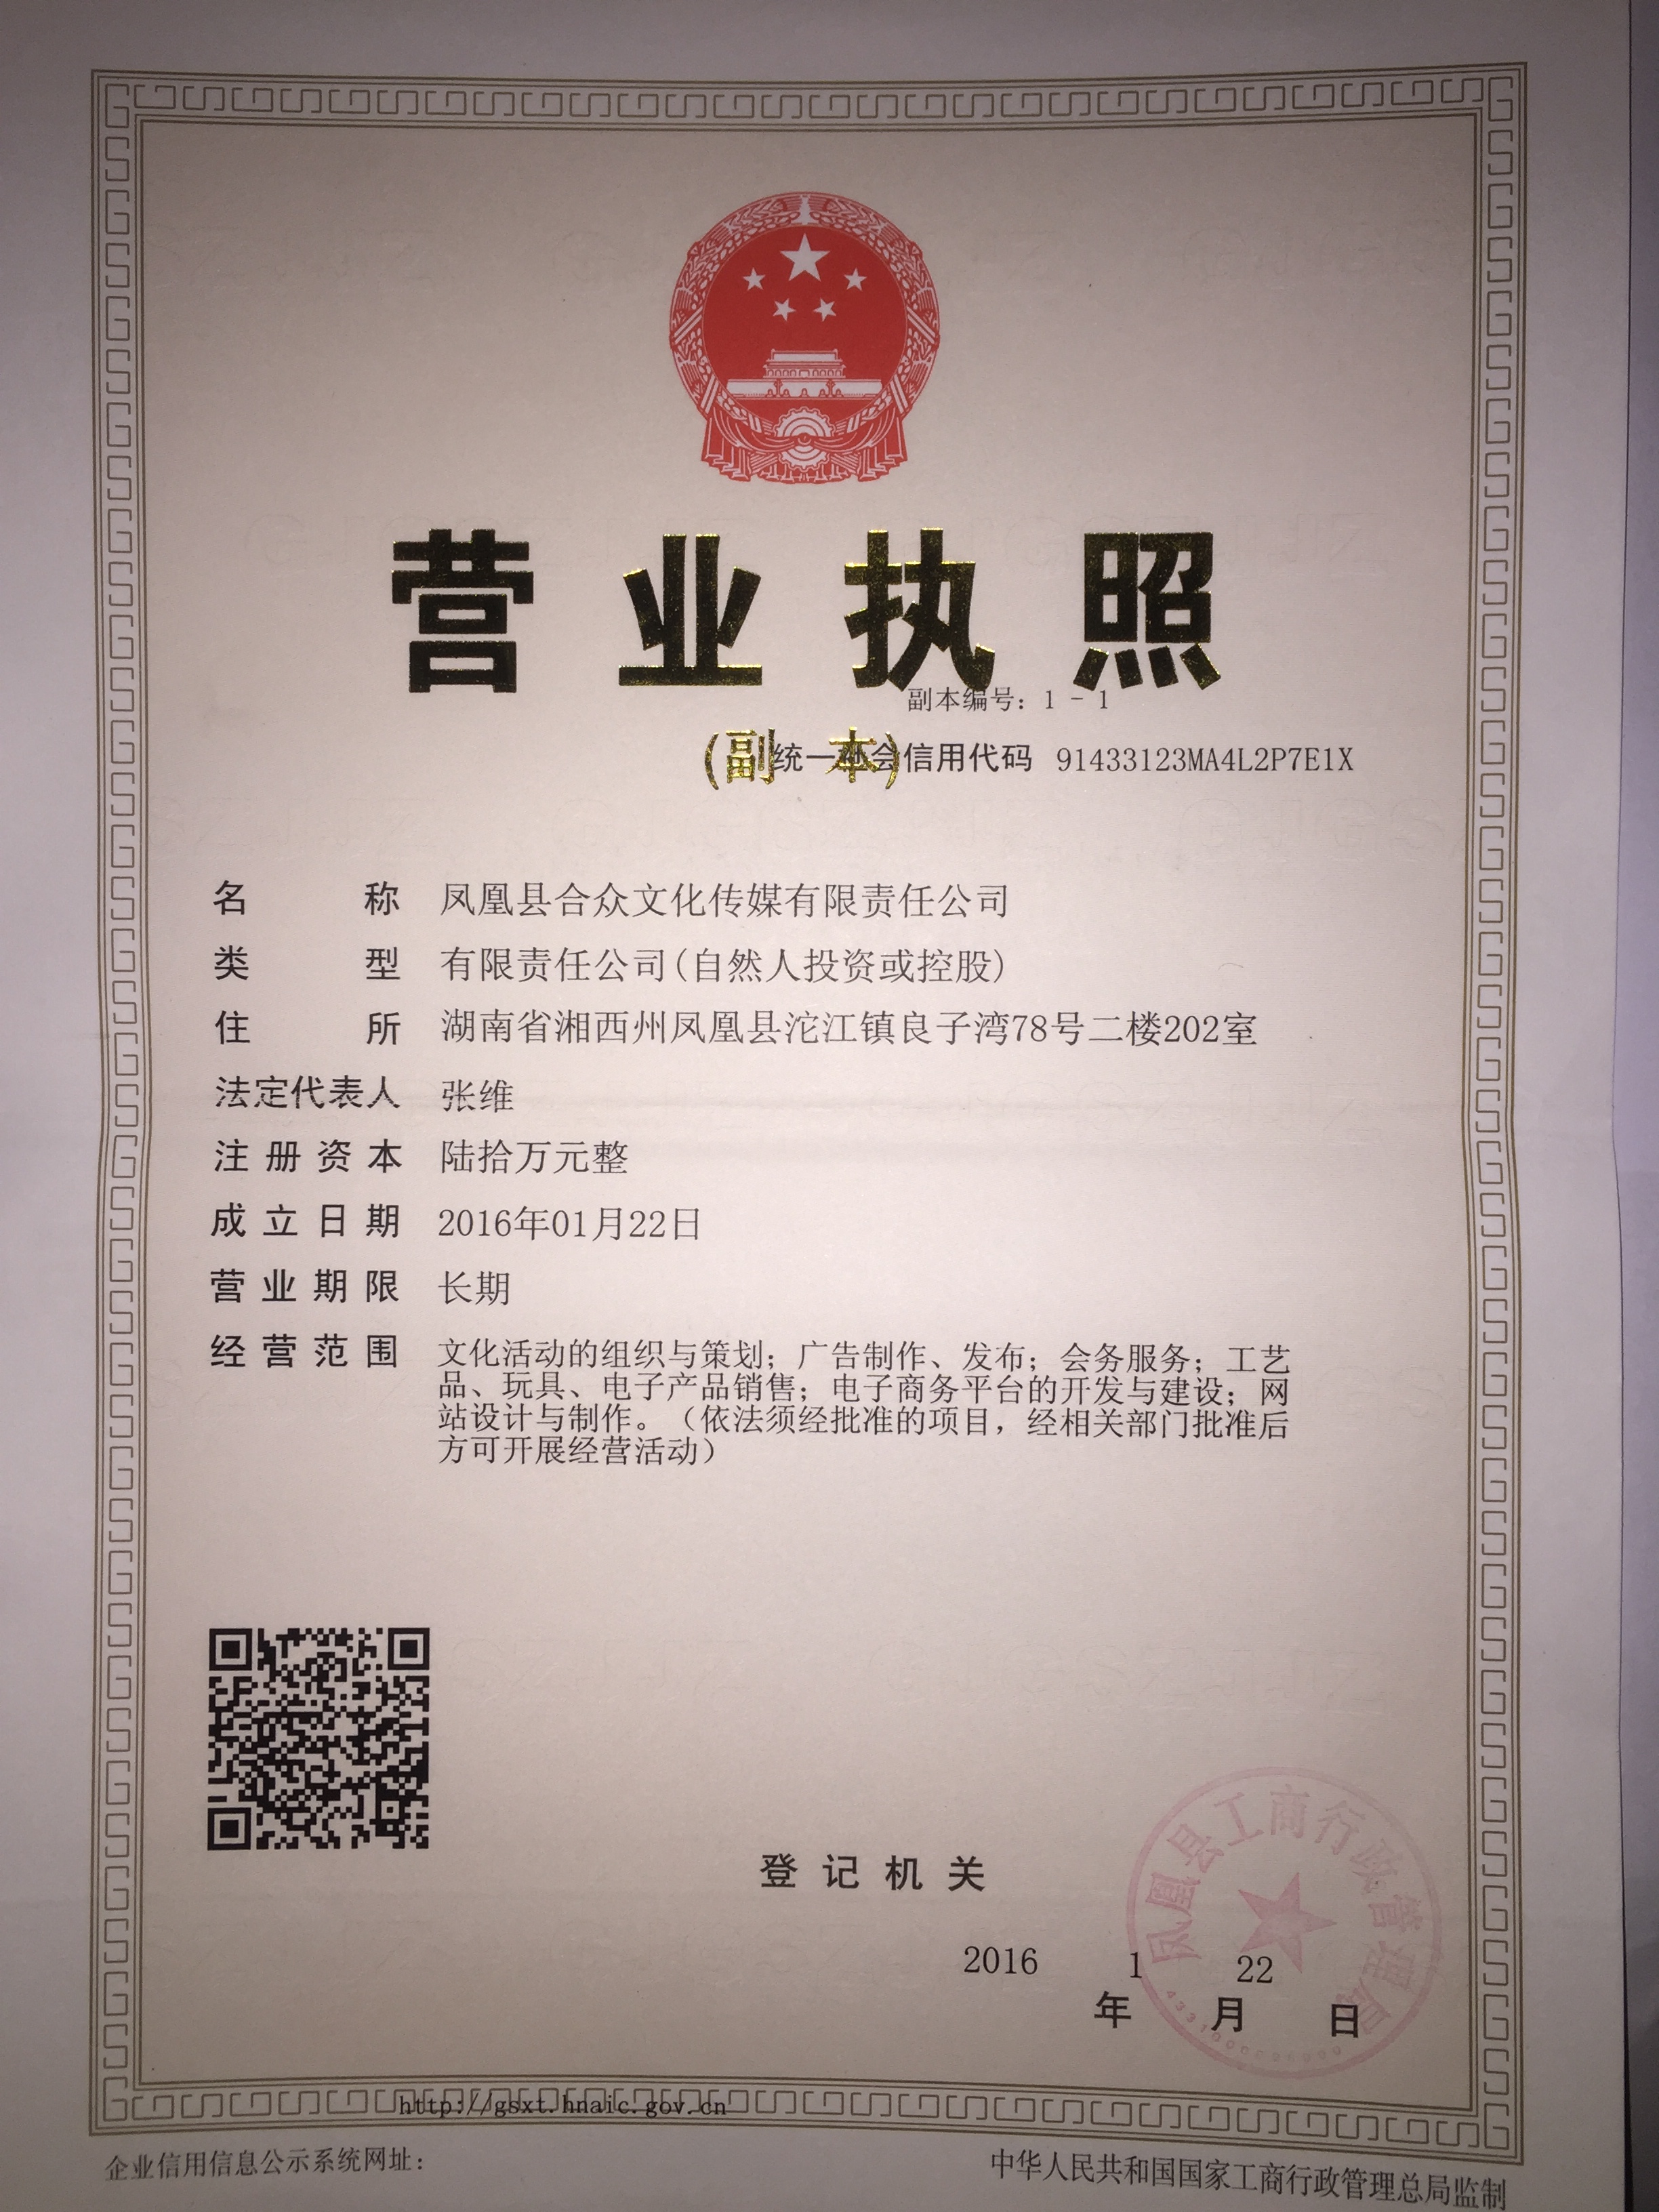 营业执照
副本编号：1－1
(副本)
统一社会信用代码 91433123MA4L2P7E1X
名称 凤凰县合众文化传媒有限责任公司
类型 有限责任公司(自然人投资或控股)
住所 湖南省湘西州凤凰县沱江镇良子湾78号二楼202室
法定代表人 张维
注册资本 陆拾万元整
成立日期 2016年01月22日
营业期限 长期
经营范围 文化活动的组织与策划；广告制作、发布；会务服务；工艺
品、玩具、电子产品销售；电子商务平台的开发与建设；网
站设计与制作。（依法须经批准的项目，经相关部门批准后
方可开展经营活动）
登记机关
凤凰县工商行政管理局
2016 1 22
年 月 日
http://gsxt.hnaic.gov.cn
企业信用信息公示系统网址：
中华人民共和国国家工商行政管理总局监制